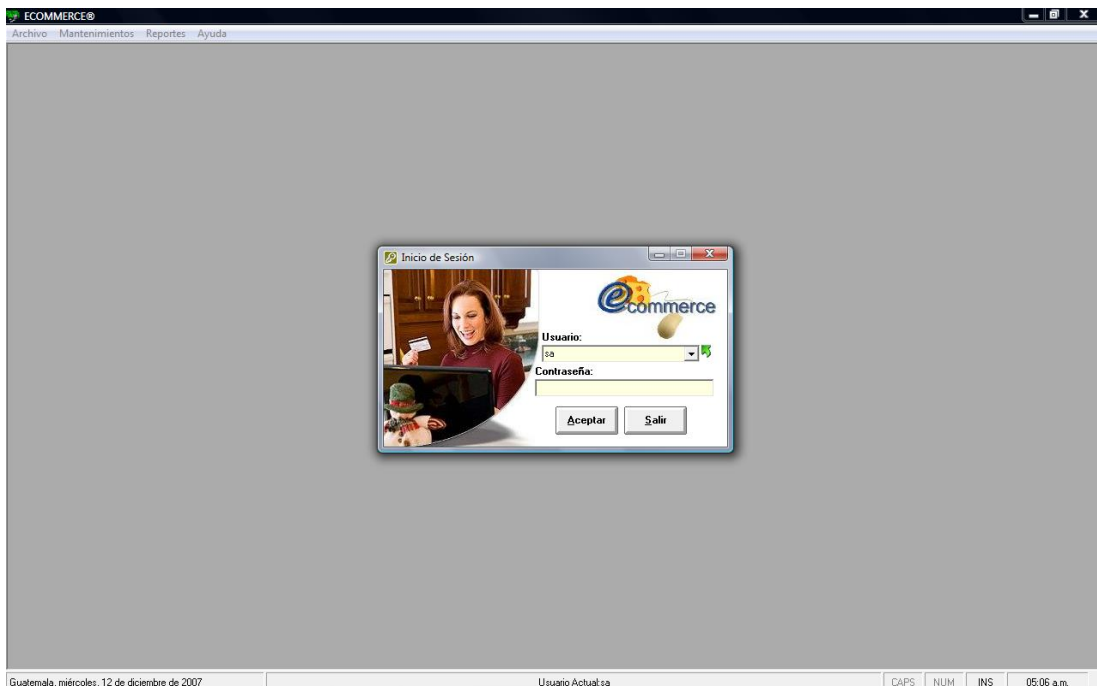 ECOMMERCE®
Archivo Mantenimientos Reportes Ayuda
Inicio de Sesión
ecommerce
Usuario:
sa
Contraseña:
Aceptar Salir
Guatemala, miércoles, 12 de diciembre de 2007 Usuario Actual:sa CAPS NUM INS 05:06 a.m.